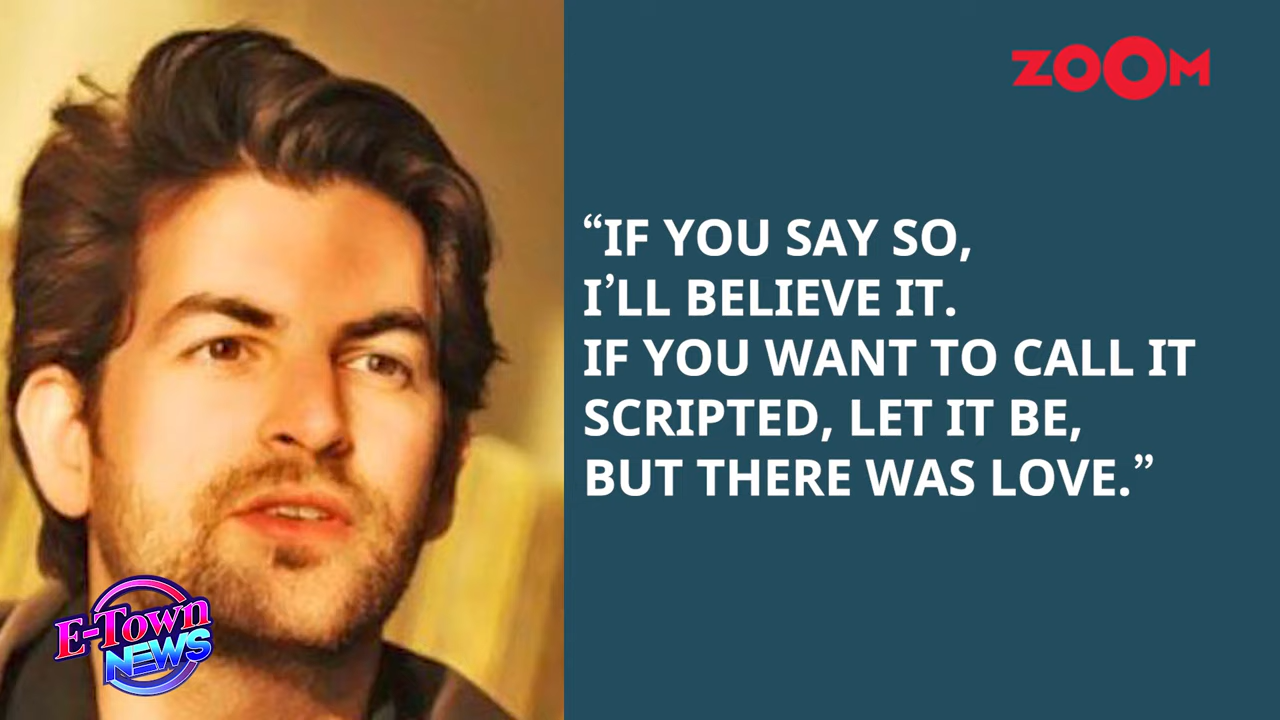 ZOOM
“IF YOU SAY SO,
I’LL BELIEVE IT.
IF YOU WANT TO CALL IT
SCRIPTED, LET IT BE,
BUT THERE WAS LOVE.”
E-TOWN
NEWS